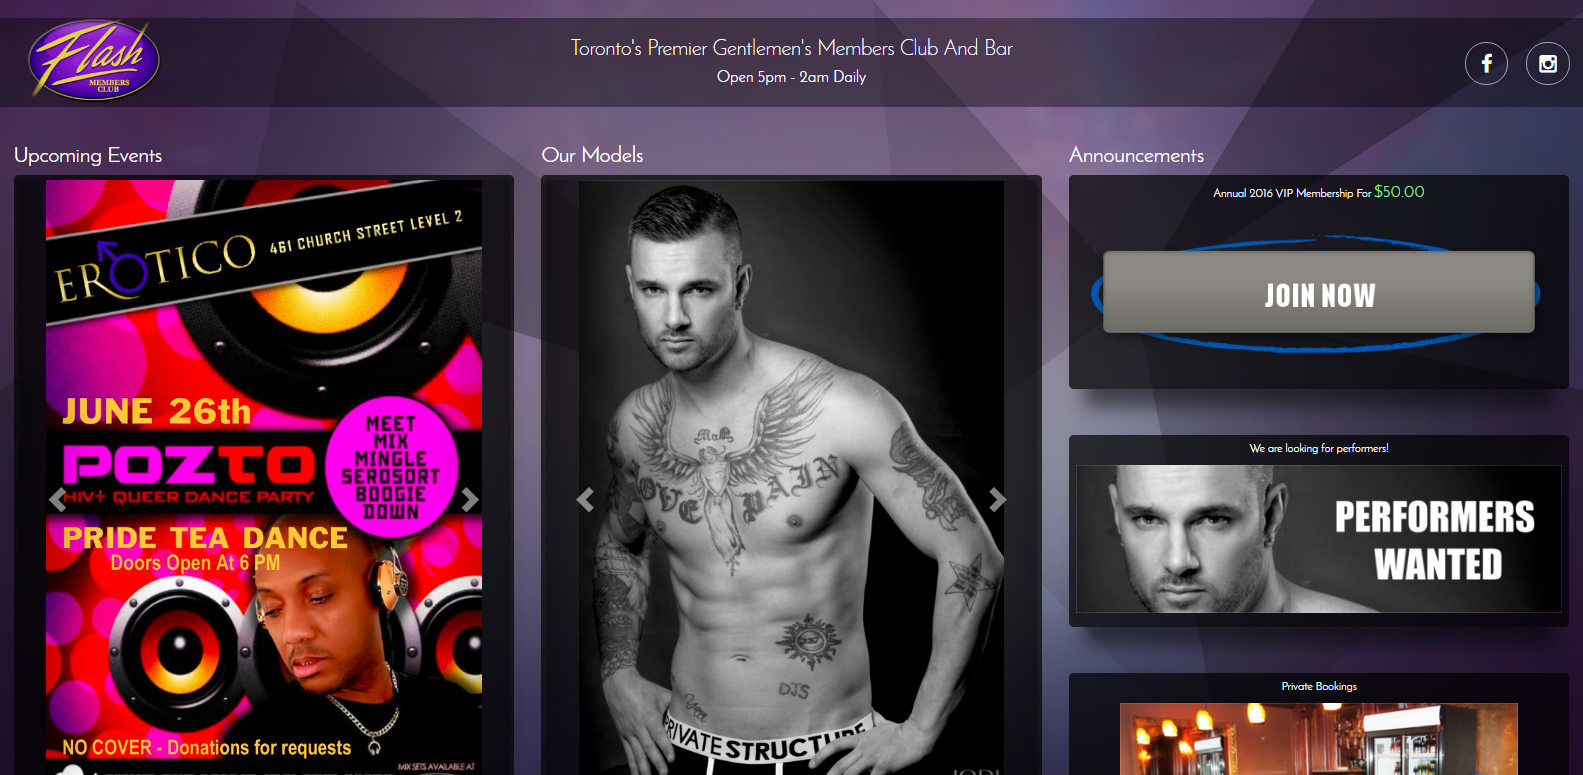 Flash
MEMBERS
CLUB
Toronto's Premier Gentlemen's Members Club And Bar
Open 5pm - 2am Daily
Upcoming Events
EROTICO
461 CHURCH STREET LEVEL 2
JUNE 26th
POZTO
HIV+ QUEER DANCE PARTY
MEET
MIX
MINGLE
SEROSORT
BOOGIE
DOWN
PRIDE TEA DANCE
Doors Open At 6 PM
NO COVER - Donations for requests
MIX SETS AVAILABLE AT
Our Models
LOVE PAIN
DJS
PRIVATE STRUCTURE
Announcements
Annual 2016 VIP Membership For $50.00
JOIN NOW
We are looking for performers!
PERFORMERS
WANTED
Private Bookings